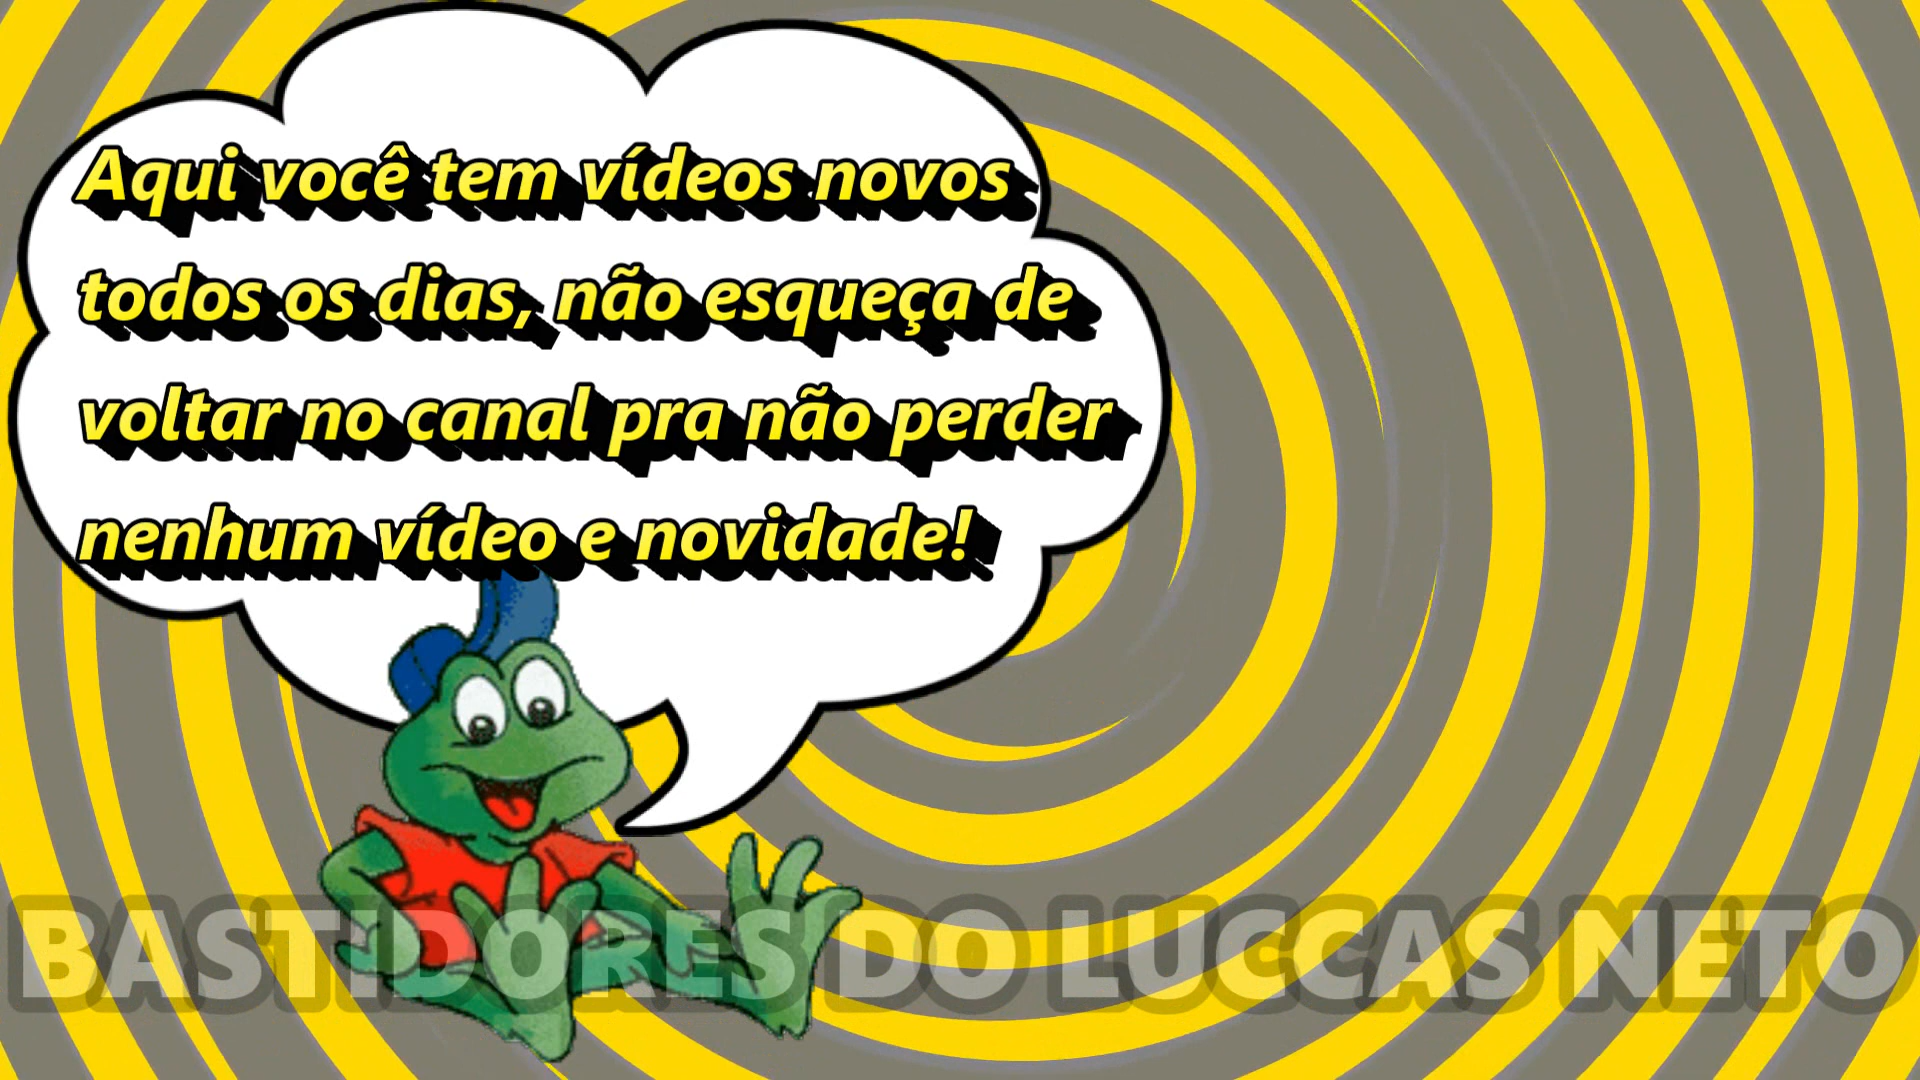 Aqui você tem vídeos novos
todos os dias, não esqueça de
voltar no canal pra não perder
nenhum vídeo e novidade!
BASTIDORES DO LUCCAS NETO